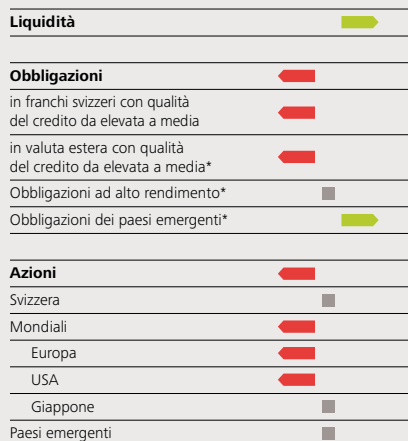 Liquidità
Obbligazioni
in franchi svizzeri con qualità
del credito da elevata a media
in valuta estera con qualità
del credito da elevata a media*
Obbligazioni ad alto rendimento*
Obbligazioni dei paesi emergenti*
Azioni
Svizzera
Mondiali
Europa
USA
Giappone
Paesi emergenti